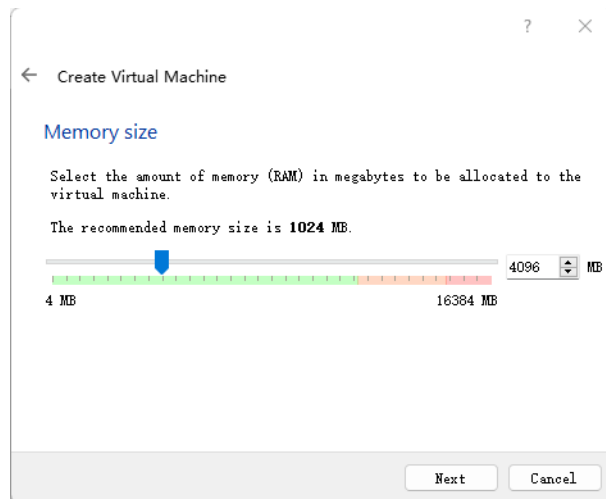 ?
Create Virtual Machine
Memory size
Select the amount of memory (RAM) in megabytes to be allocated to the
virtual machine.
The recommended memory size is 1024 MB.
4096 MB
4 MB 16384 MB
Next Cancel